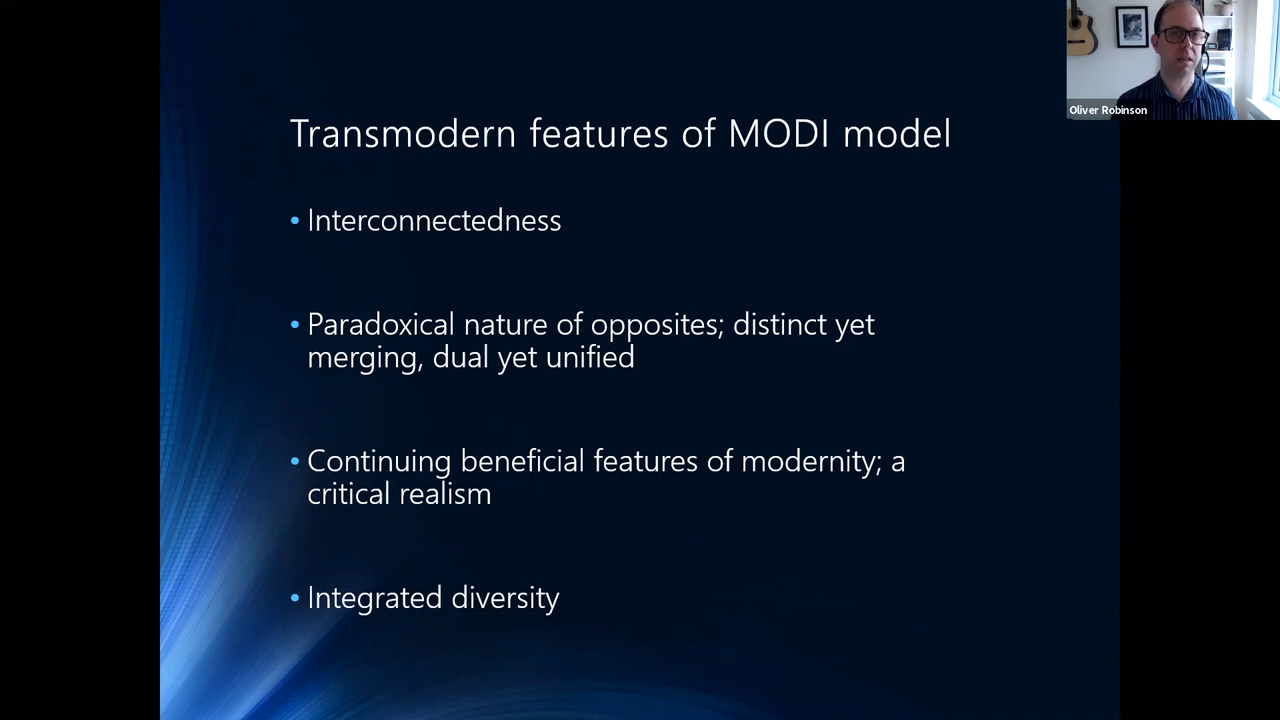 Transmodern features of MODI model
• Interconnectedness
• Paradoxical nature of opposites; distinct yet
merging, dual yet unified
• Continuing beneficial features of modernity; a
critical realism
• Integrated diversity
Oliver Robinson